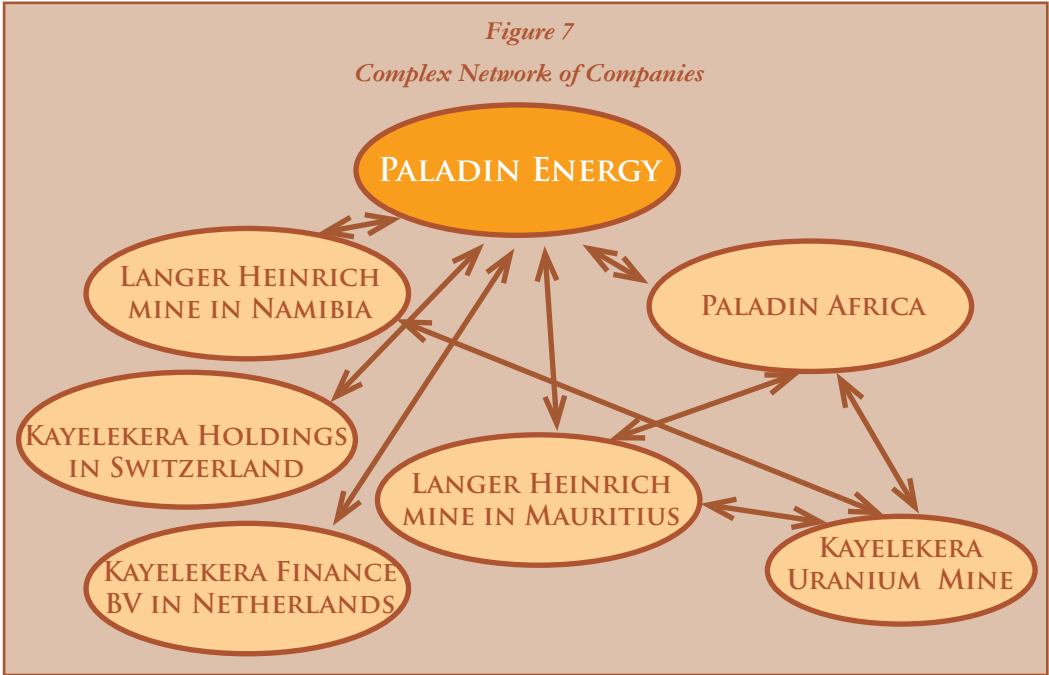 Figure 7
Complex Network of Companies
Paladin Energy
Langer Heinrich
mine in Namibia
Paladin Africa
Kayelekera Holdings
in Switzerland
Langer Heinrich
mine in Mauritius
Kayelekera Finance
BV in Netherlands
Kayelekera
Uranium Mine